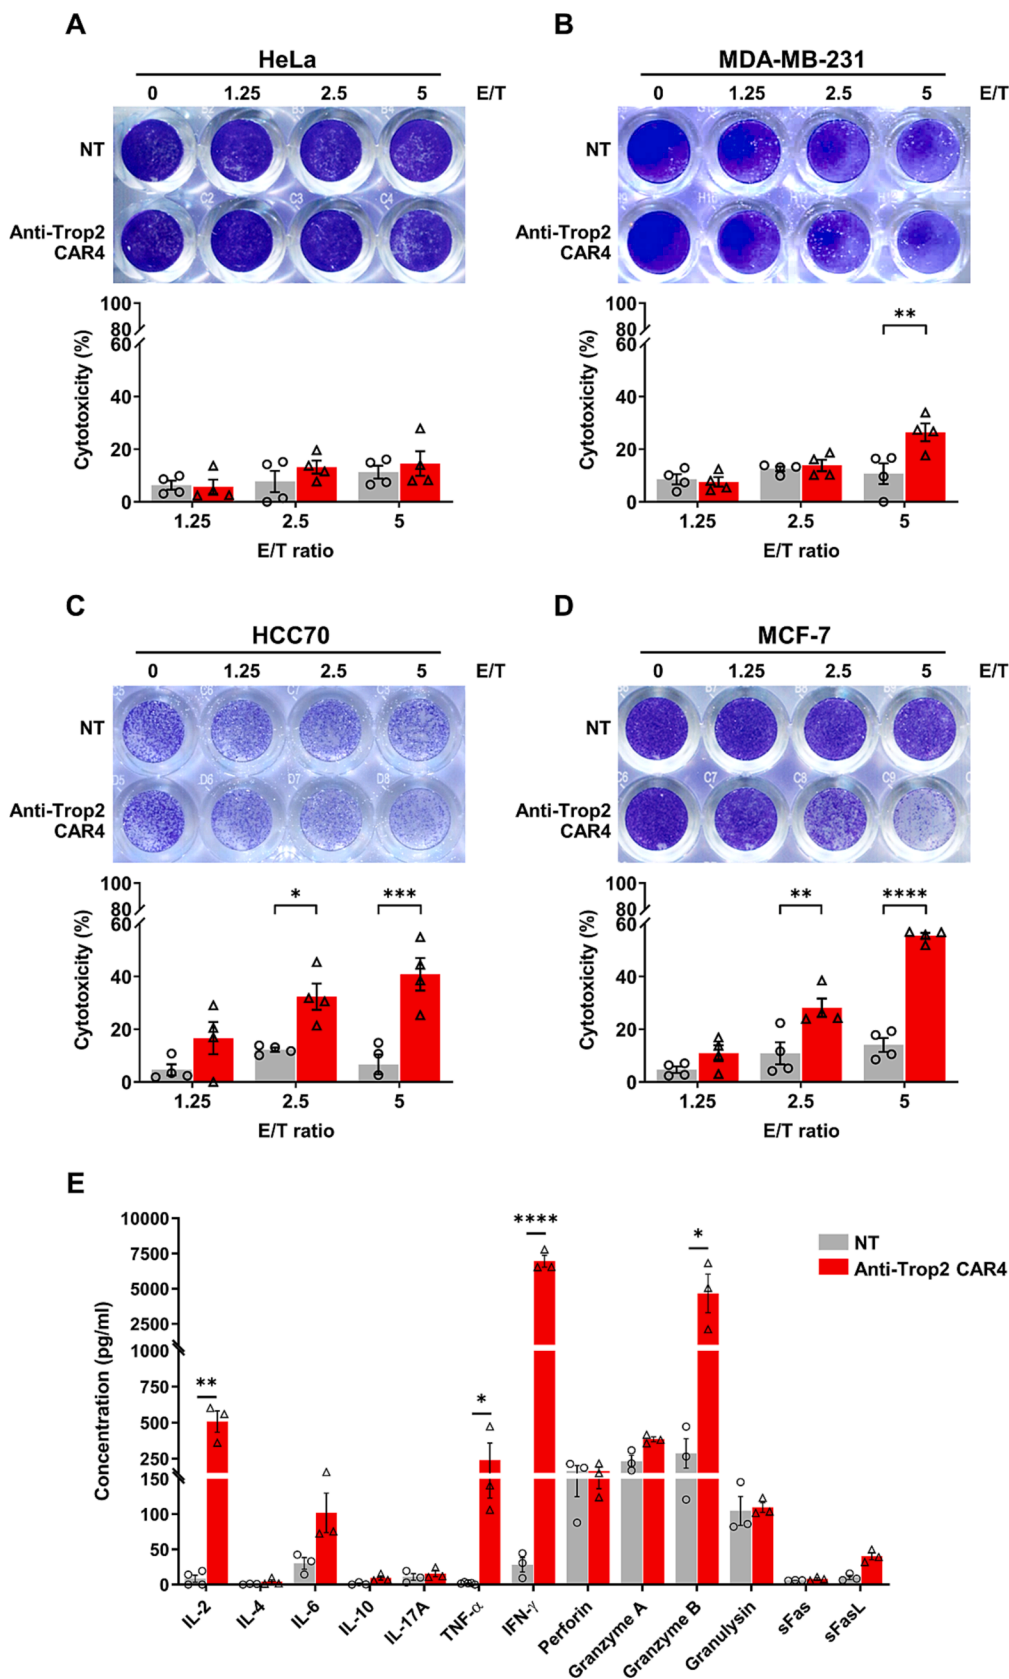 A
HeLa
0 1.25 2.5 5 E/T
NT
Anti-Trop2
CAR4
Cytotoxicity (%)
100
80
60
40
20
0
1.25 2.5 5
E/T ratio
B
MDA-MB-231
0 1.25 2.5 5 E/T
NT
Anti-Trop2
CAR4
Cytotoxicity (%)
100
80
60
40
20
0
**
1.25 2.5 5
E/T ratio
C
HCC70
0 1.25 2.5 5 E/T
NT
Anti-Trop2
CAR4
Cytotoxicity (%)
100
80
60
40
20
0
* ***
1.25 2.5 5
E/T ratio
D
MCF-7
0 1.25 2.5 5 E/T
NT
Anti-Trop2
CAR4
Cytotoxicity (%)
100
80
60
40
20
0
** ****
1.25 2.5 5
E/T ratio
E
Concentration (pg/ml)
10000
7500
5000
2500
1000
750
500
250
150
100
50
0
** * **** *
IL-2 IL-4 IL-6 IL-10 IL-17A TNF-α IFN-γ Perforin Granzyme A Granzyme B Granulysin sFas sFasL
NT
Anti-Trop2 CAR4